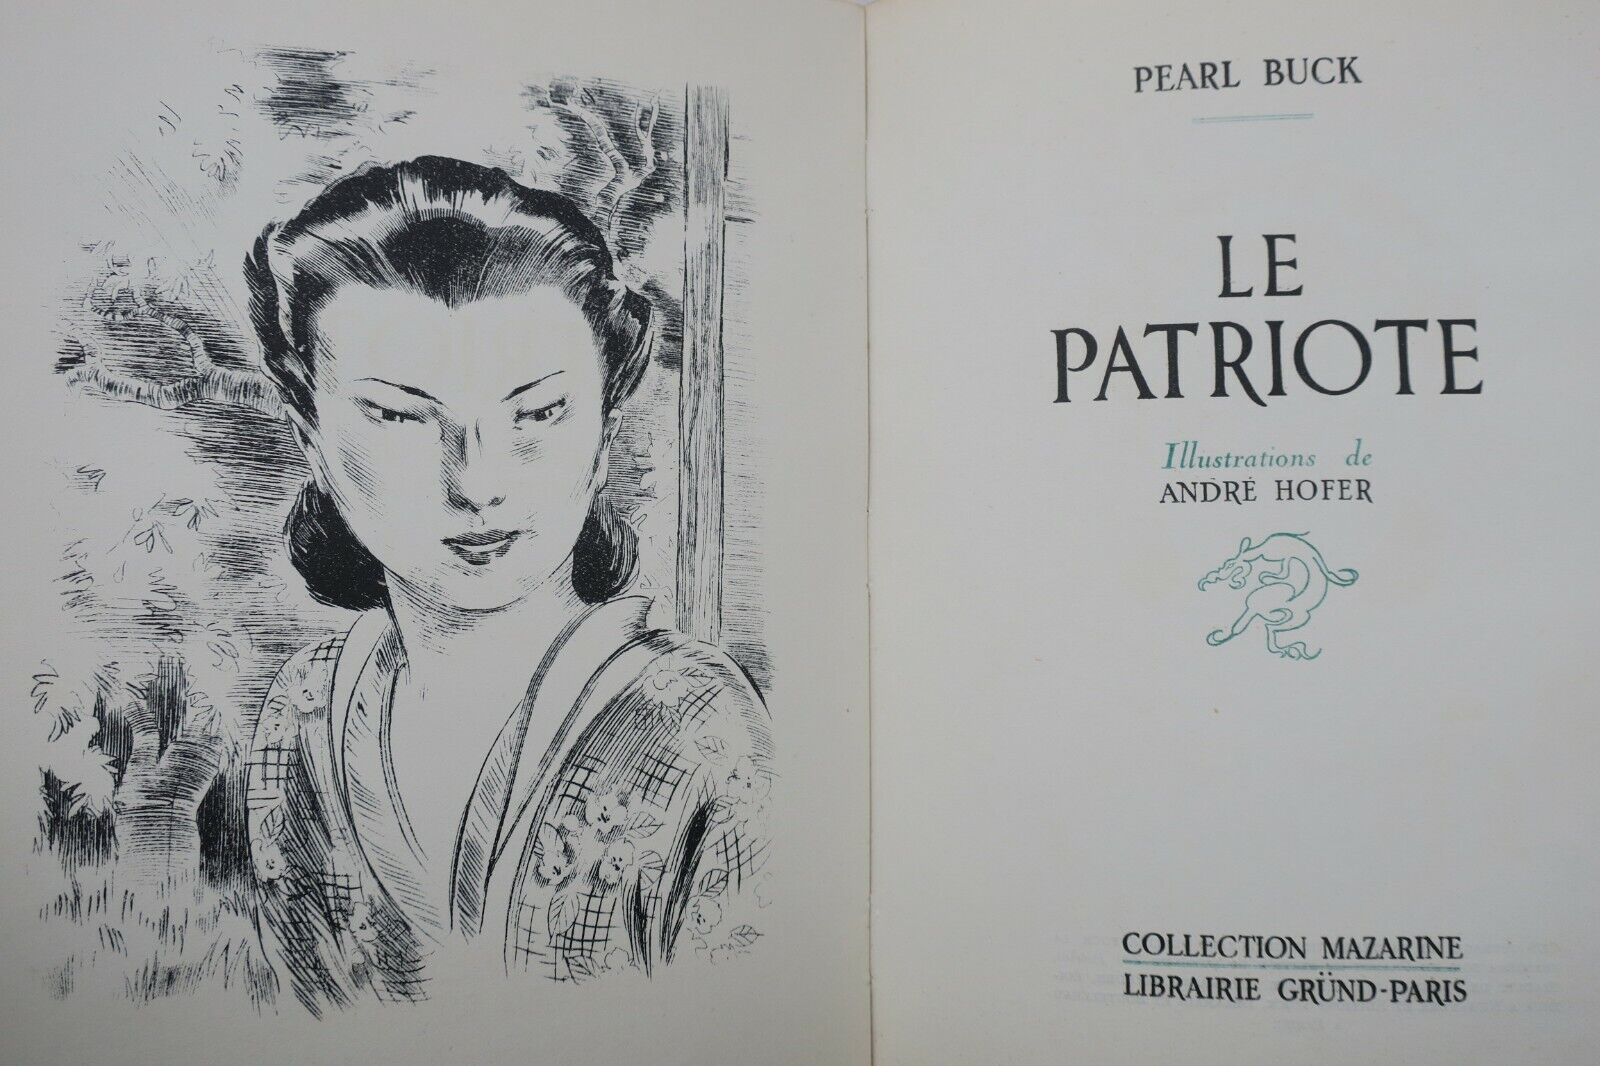 PEARL BUCK
LE
PATRIOTE
Illustrations de
ANDRÉ HOFER
COLLECTION MAZARINE
LIBRAIRIE GRÜND-PARIS